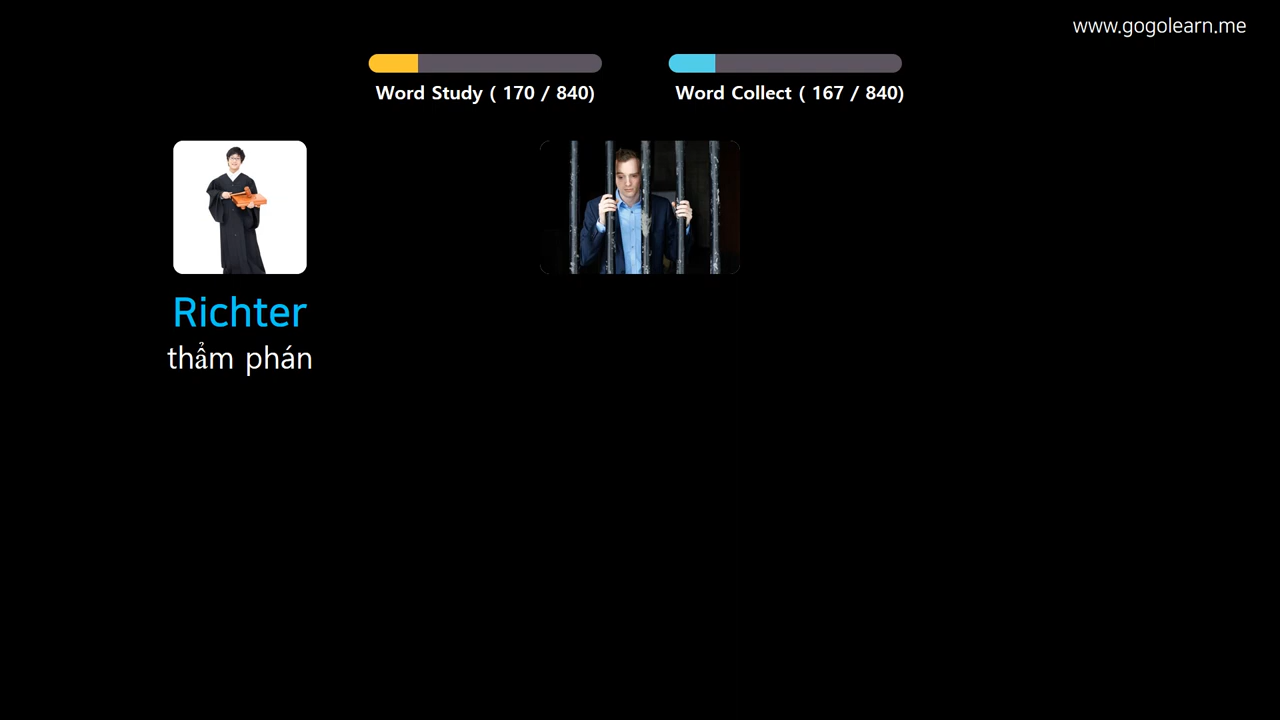 www.gogolearn.me
Word Study ( 170 / 840)
Word Collect ( 167 / 840)
Richter
thẩm phán